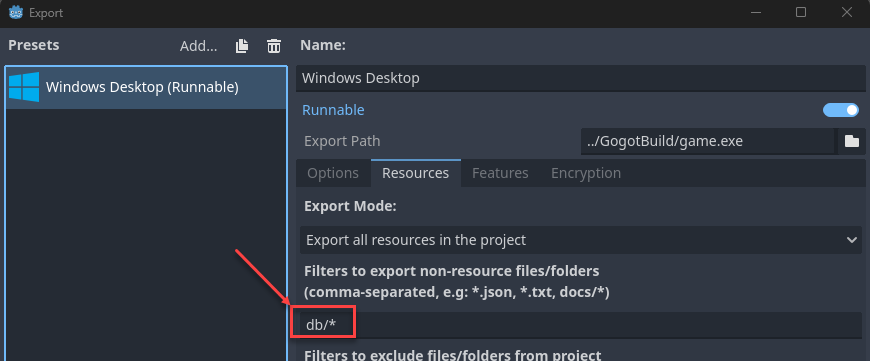 Export
Presets
Add...
Name:
Windows Desktop (Runnable)
Windows Desktop
Runnable
Export Path
../GogotBuild/game.exe
Options Resources Features Encryption
Export Mode:
Export all resources in the project
Filters to export non-resource files/folders
(comma-separated, e.g: *.json, *.txt, docs/*)
db/*
Filters to exclude files/folders from project